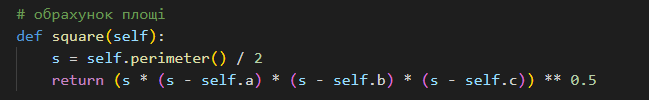 # обрахунок площі
def square(self):
    s = self.perimeter() / 2
    return (s * (s - self.a) * (s - self.b) * (s - self.c)) ** 0.5